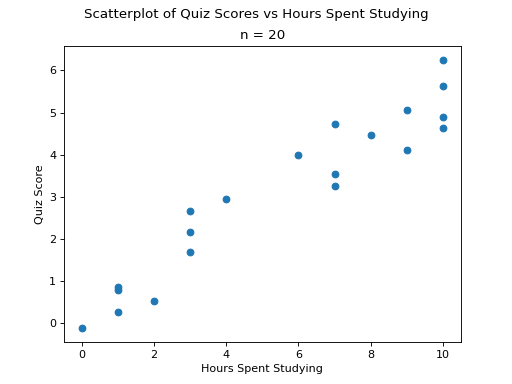 Scatterplot of Quiz Scores vs Hours Spent Studying
n = 20
6
5
4
3
2
1
0
Quiz Score
0 2 4 6 8 10
Hours Spent Studying